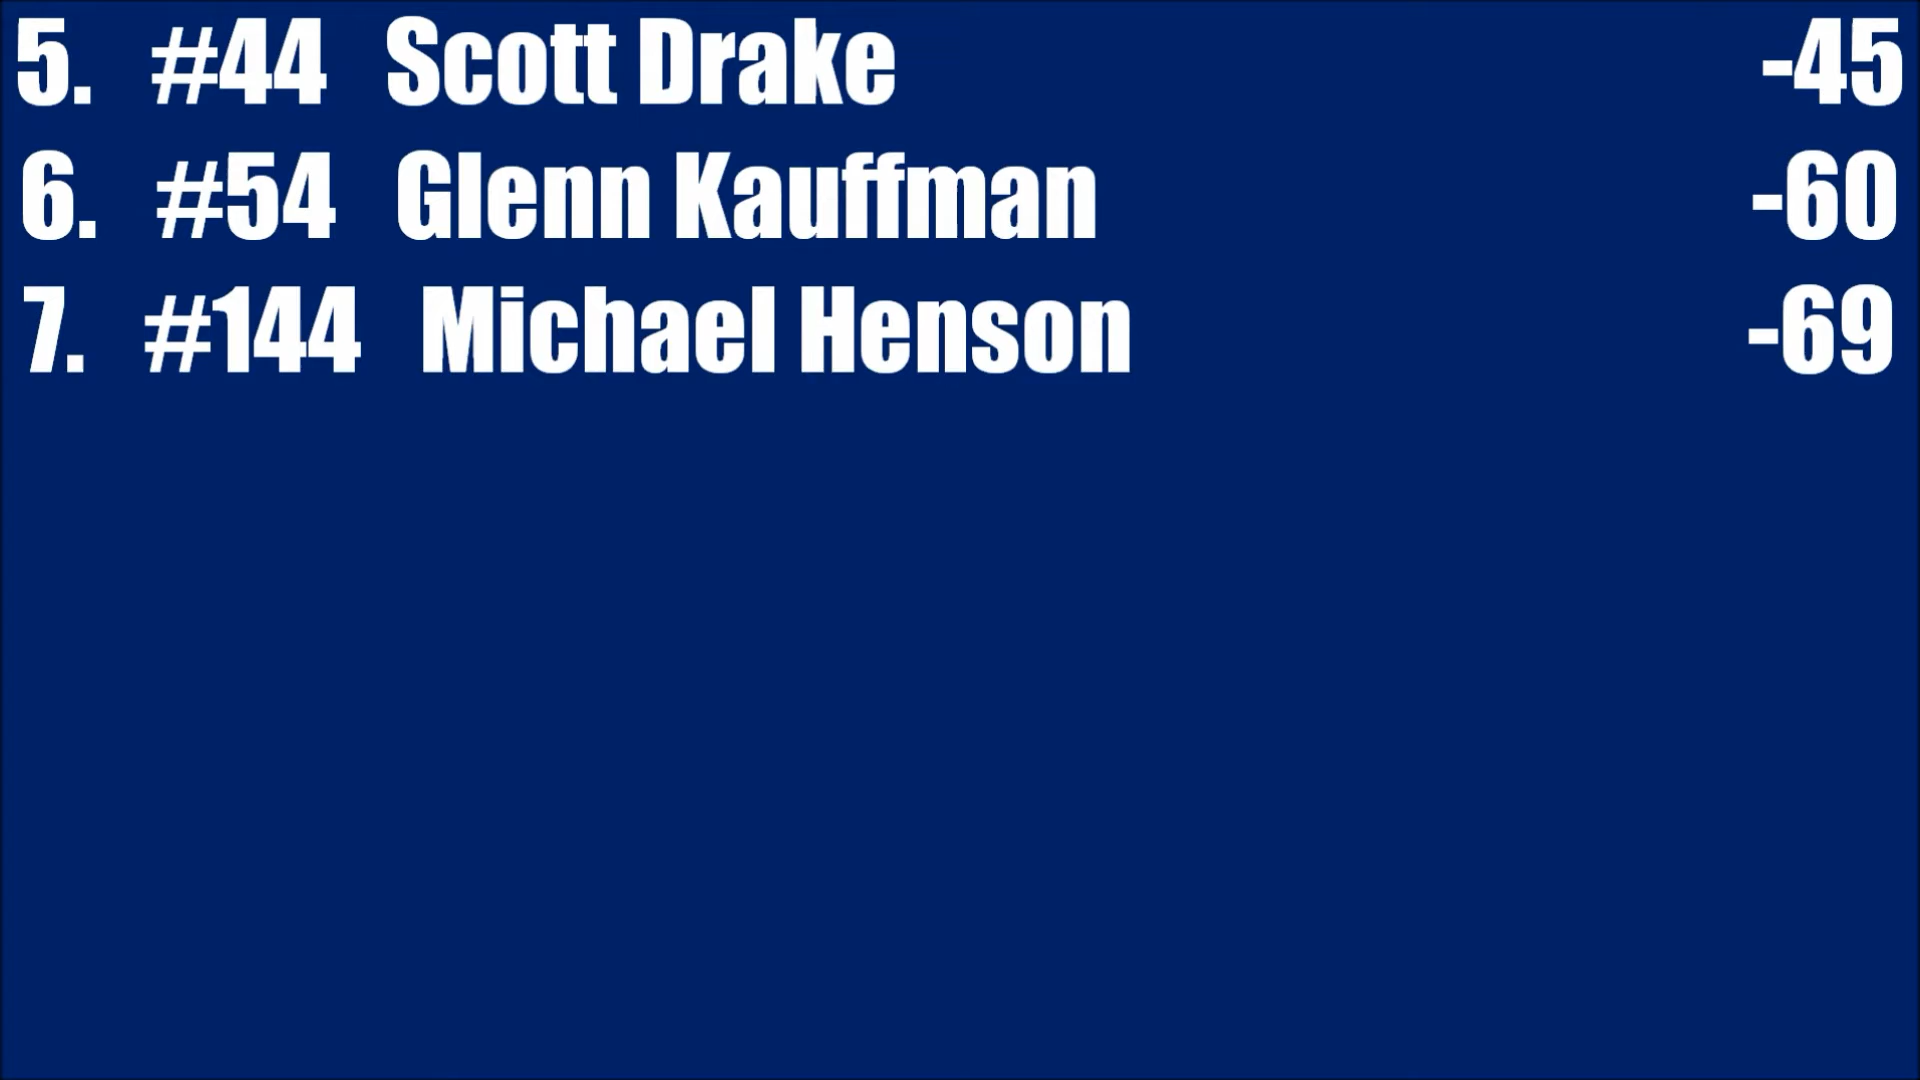 5. #44 Scott Drake -45
6. #54 Glenn Kauffman -60
7. #144 Michael Henson -69